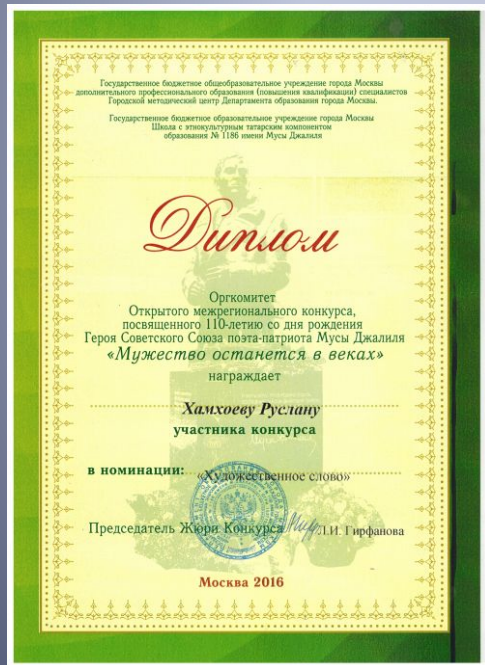 Государственное бюджетное общеобразовательное учреждение города Москвы
дополнительного профессионального образования (повышения квалификации) специалистов
Городской методический центр Департамента образования города Москвы.
Государственное бюджетное образовательное учреждение города Москвы
Школа с этнокультурным татарским компонентом
образования № 1186 имени Мусы Джалиля
Диплом
Оргкомитет
Открытого межрегионального конкурса,
посвященного 110-летию со дня рождения
Героя Советского Союза поэта-патриота Мусы Джалиля
«Мужество останется в веках»
награждает
Хамхоеву Руслану
участника конкурса
в номинации: «Художественное слово»
Председатель Жюри Конкурса Л.И. Гирфанова
Москва 2016